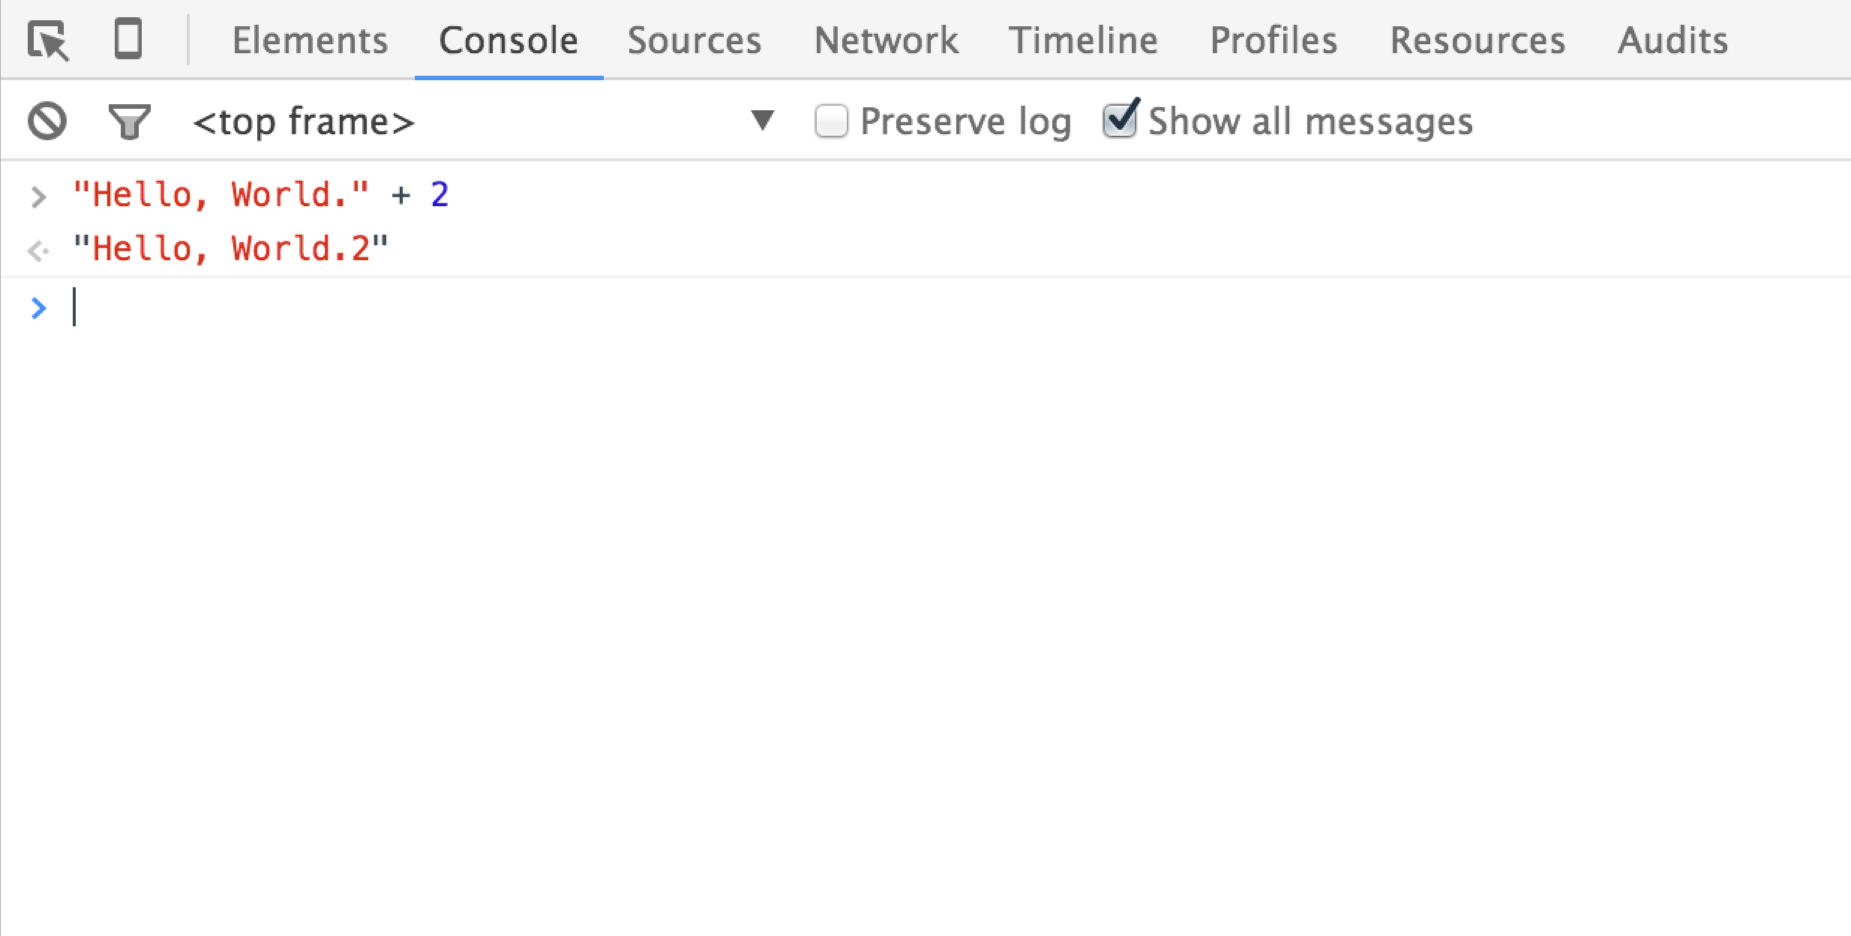 Elements Console Sources Network Timeline Profiles Resources Audits
<top frame> ▼ Preserve log Show all messages
> "Hello, World." + 2
"Hello, World.2"
>